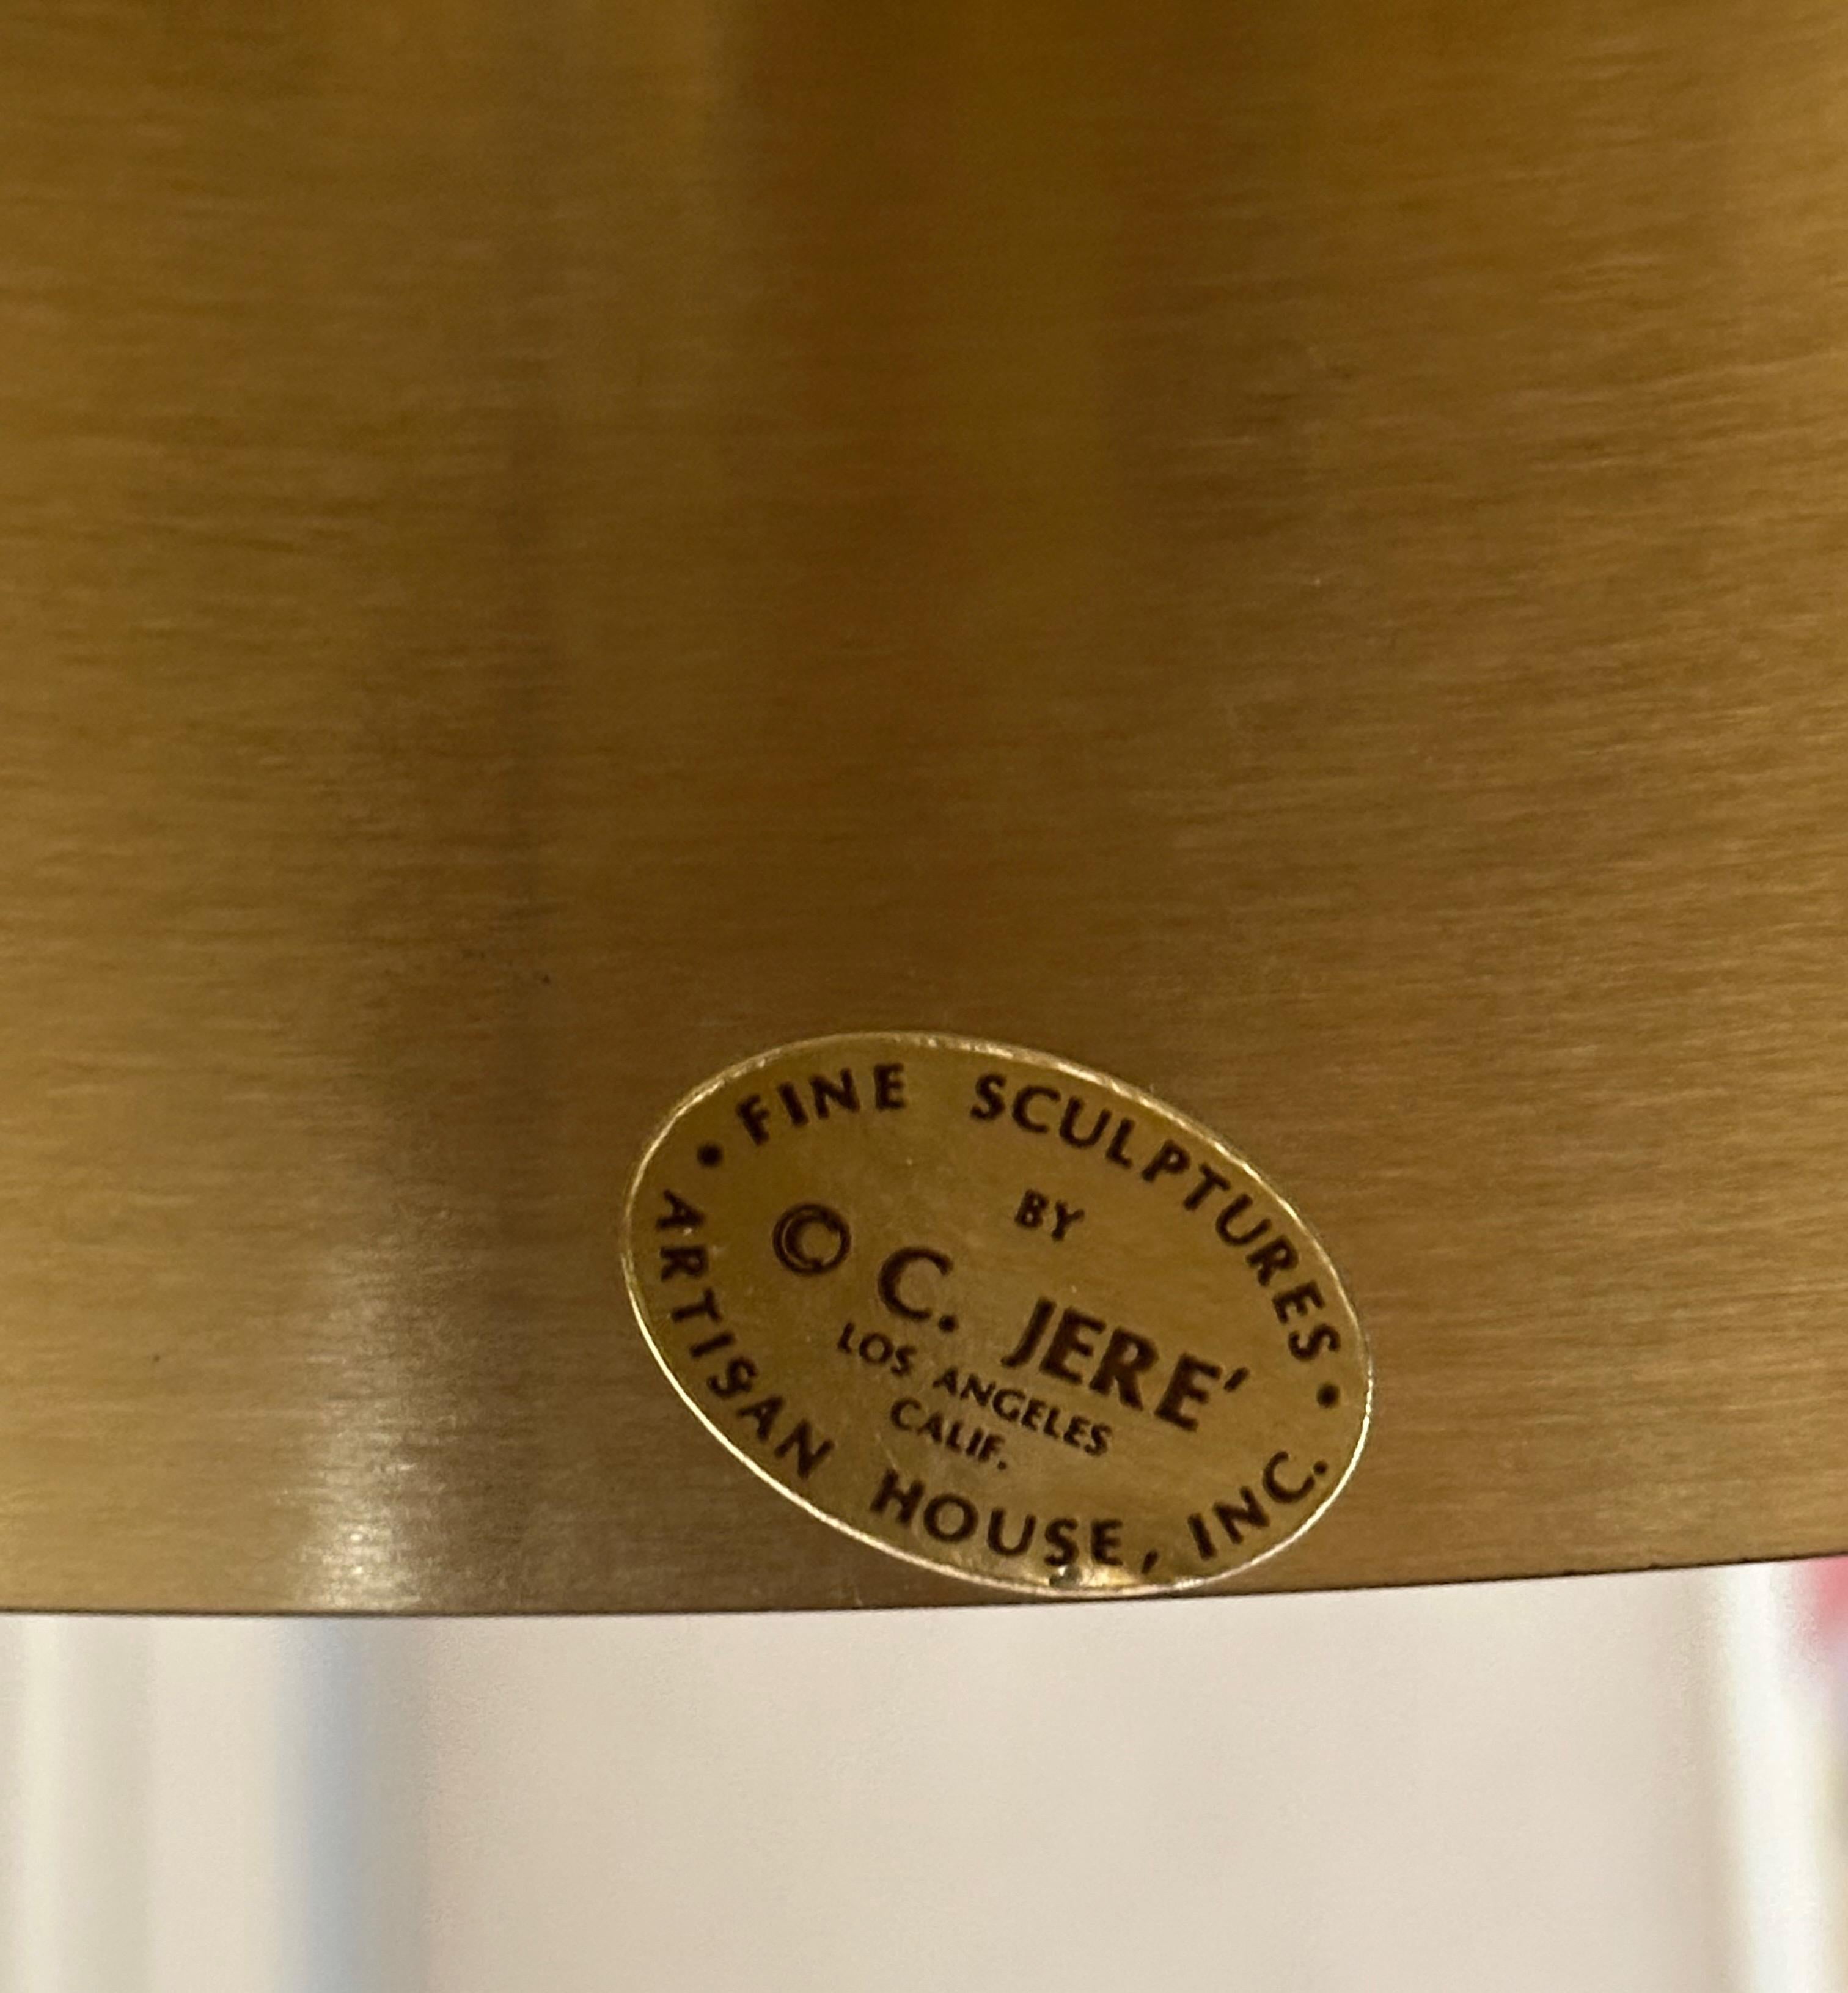 • FINE SCULPTURES •
BY
© C. JERE´
LOS ANGELES
CALIF.
ARTISAN HOUSE, INC.